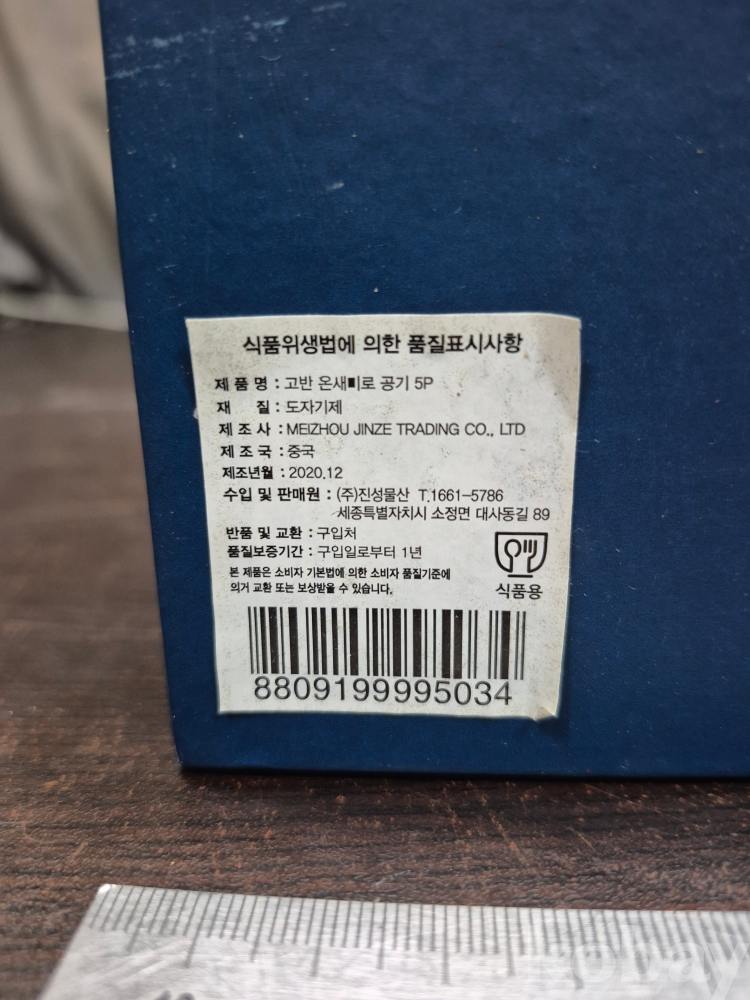 식품위생법에 의한 품질표시사항
제 품 명 : 고반 온새미로 공기 5P
재 질 : 도자기제
제 조 사 : MEIZHOU JINZE TRADING CO., LTD
제 조 국 : 중국
제조년월 : 2020.12
수입 및 판매원 : (주)진성물산 T.1661-5786
세종특별자치시 소정면 대사동길 89
반품 및 교환 : 구입처
품질보증기간 : 구입일로부터 1년
본 제품은 소비자 기본법에 의한 소비자 품질기준에
의거 교환 또는 보상받을 수 있습니다.
식품용
8809199995034
kobay